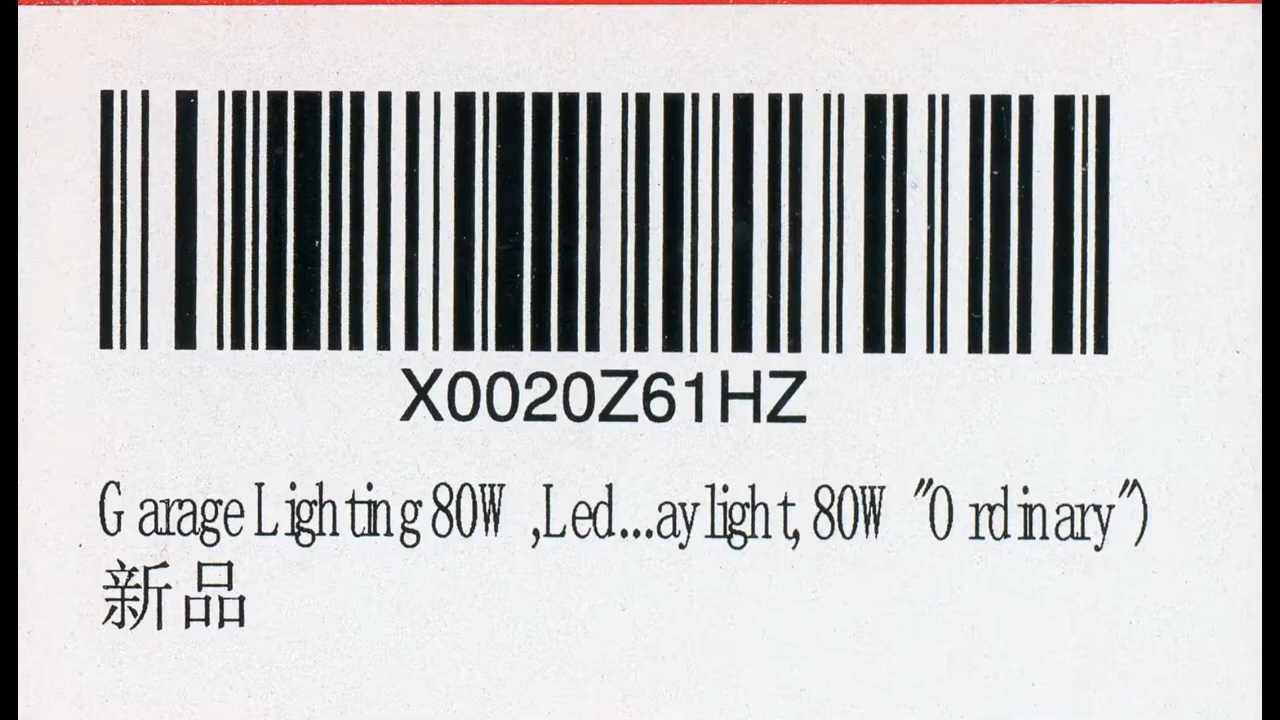 X0020Z61HZ
Garage Lighting 80W ,Led...aylight, 80W "Ordinary")
新品